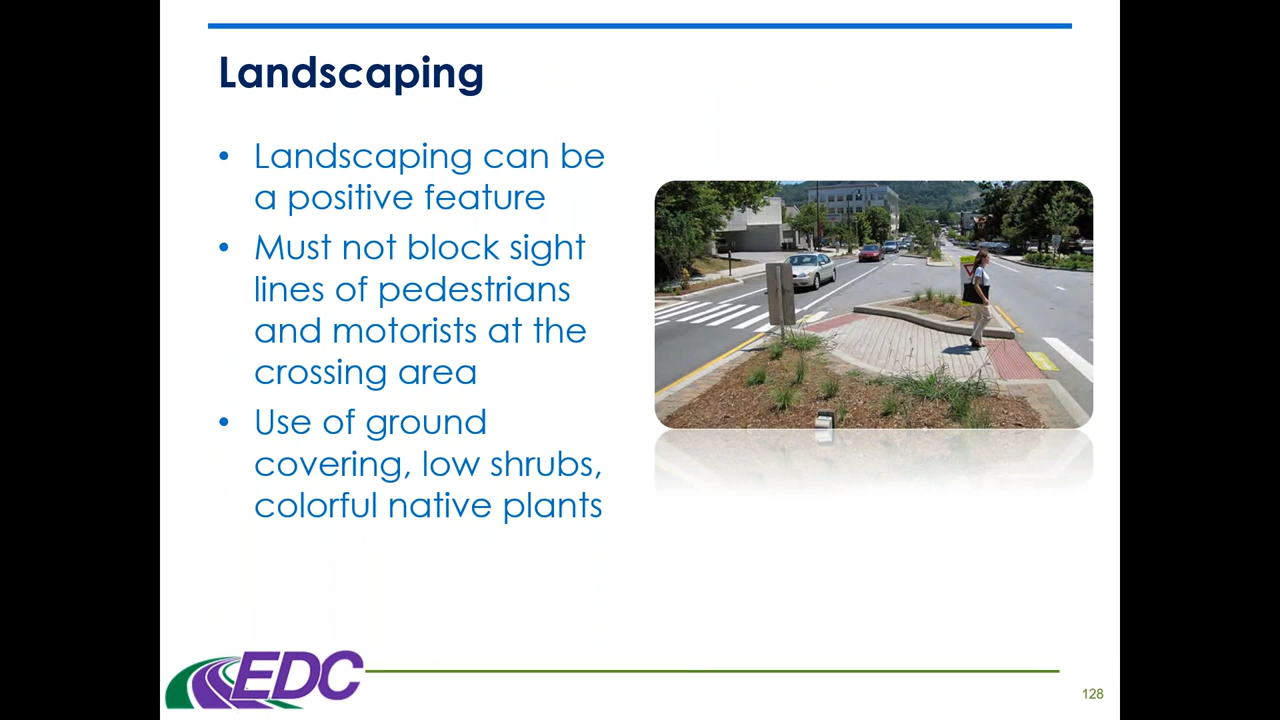 Landscaping
• Landscaping can be
a positive feature
• Must not block sight
lines of pedestrians
and motorists at the
crossing area
• Use of ground
covering, low shrubs,
colorful native plants
EDC
128